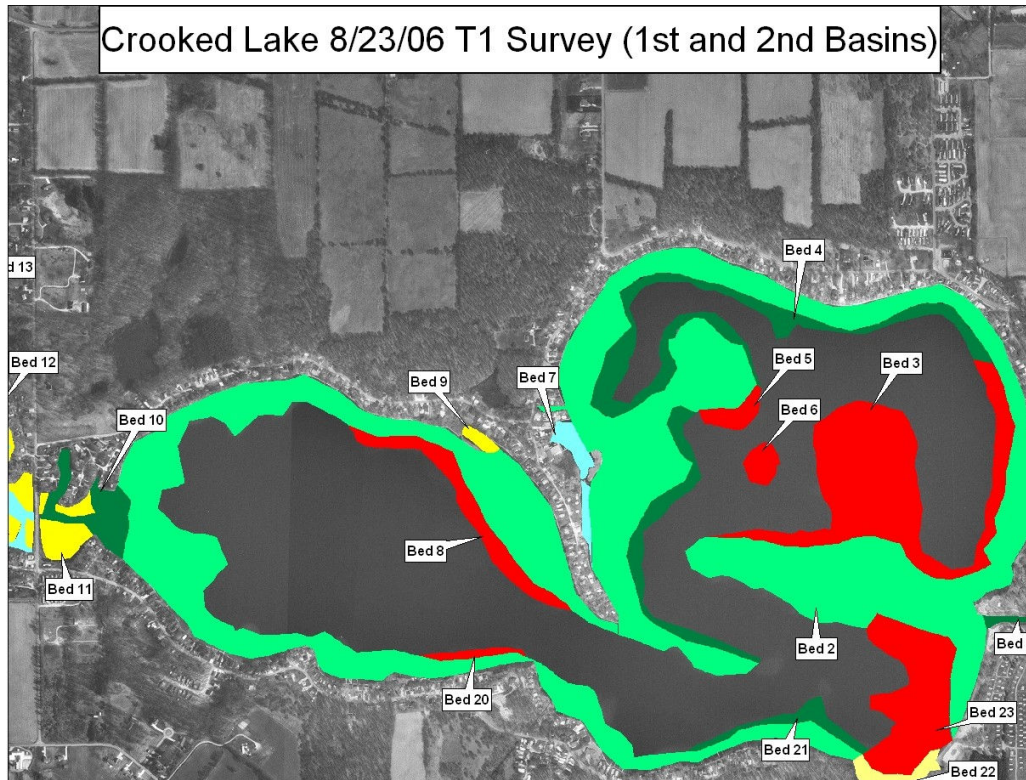 Crooked Lake 8/23/06 T1 Survey (1st and 2nd Basins)
Bed 4
d 13
Bed 12
Bed 9
Bed 7
Bed 5
Bed 3
Bed 10
Bed 6
Bed 8
Bed 11
Bed 2
Bed
Bed 20
Bed 23
Bed 21
Bed 22